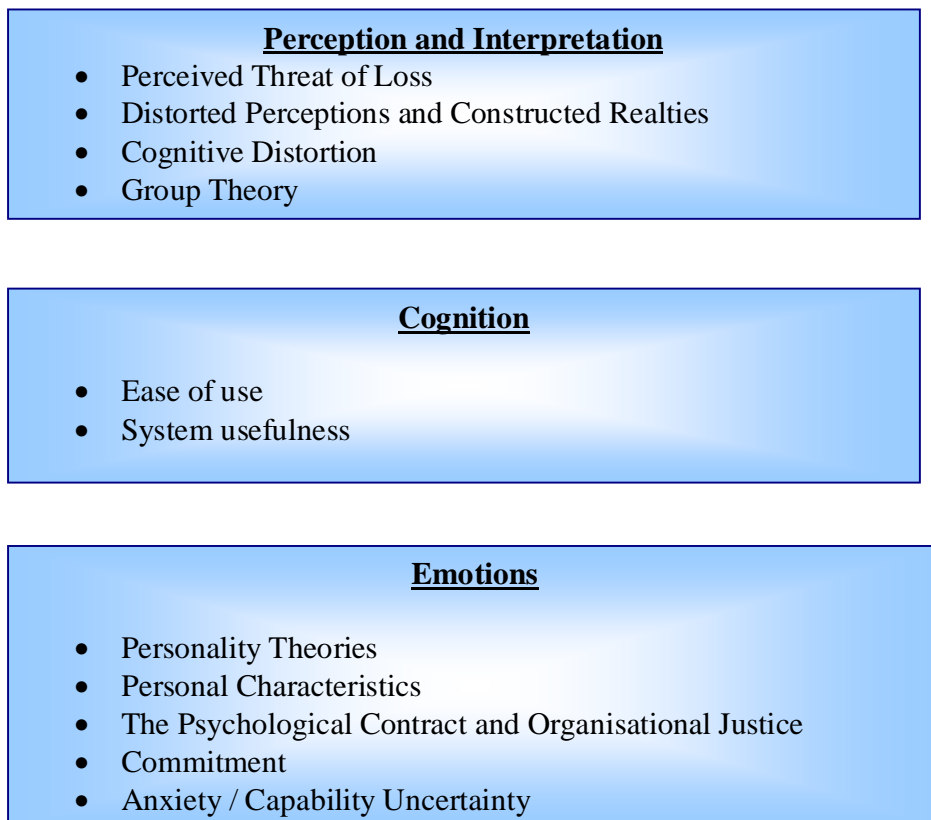 Perception and Interpretation
• Perceived Threat of Loss
• Distorted Perceptions and Constructed Realties
• Cognitive Distortion
• Group Theory
Cognition
• Ease of use
• System usefulness
Emotions
• Personality Theories
• Personal Characteristics
• The Psychological Contract and Organisational Justice
• Commitment
• Anxiety / Capability Uncertainty